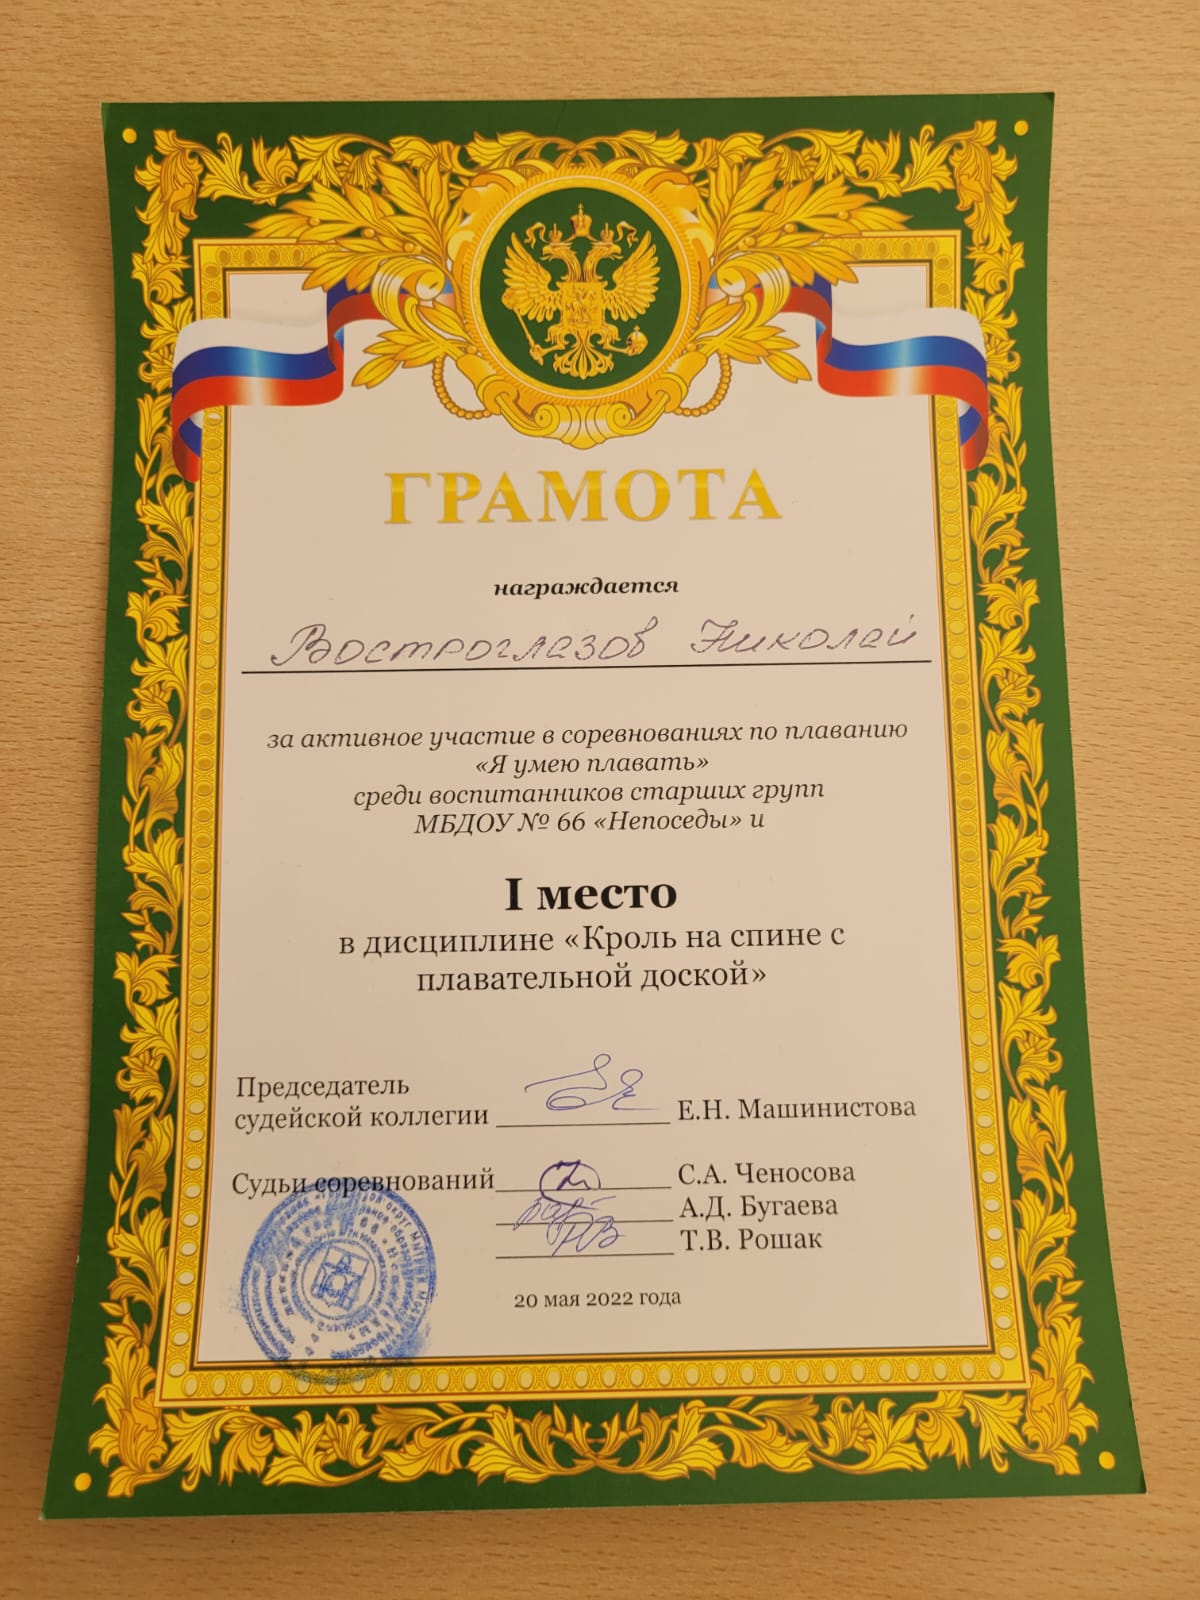 ГРАМОТА
награждается
Востроглазов Николай
за активное участие в соревнованиях по плаванию
«Я умею плавать»
среди воспитанников старших групп
МБДОУ № 66 «Непоседы» и
I место
в дисциплине «Кроль на спине с
плавательной доской»
Председатель
судейской коллегии Е.Н. Машинистова
Судьи соревнований С.А. Ченосова
А.Д. Бугаева
Т.В. Рошак
20 мая 2022 года